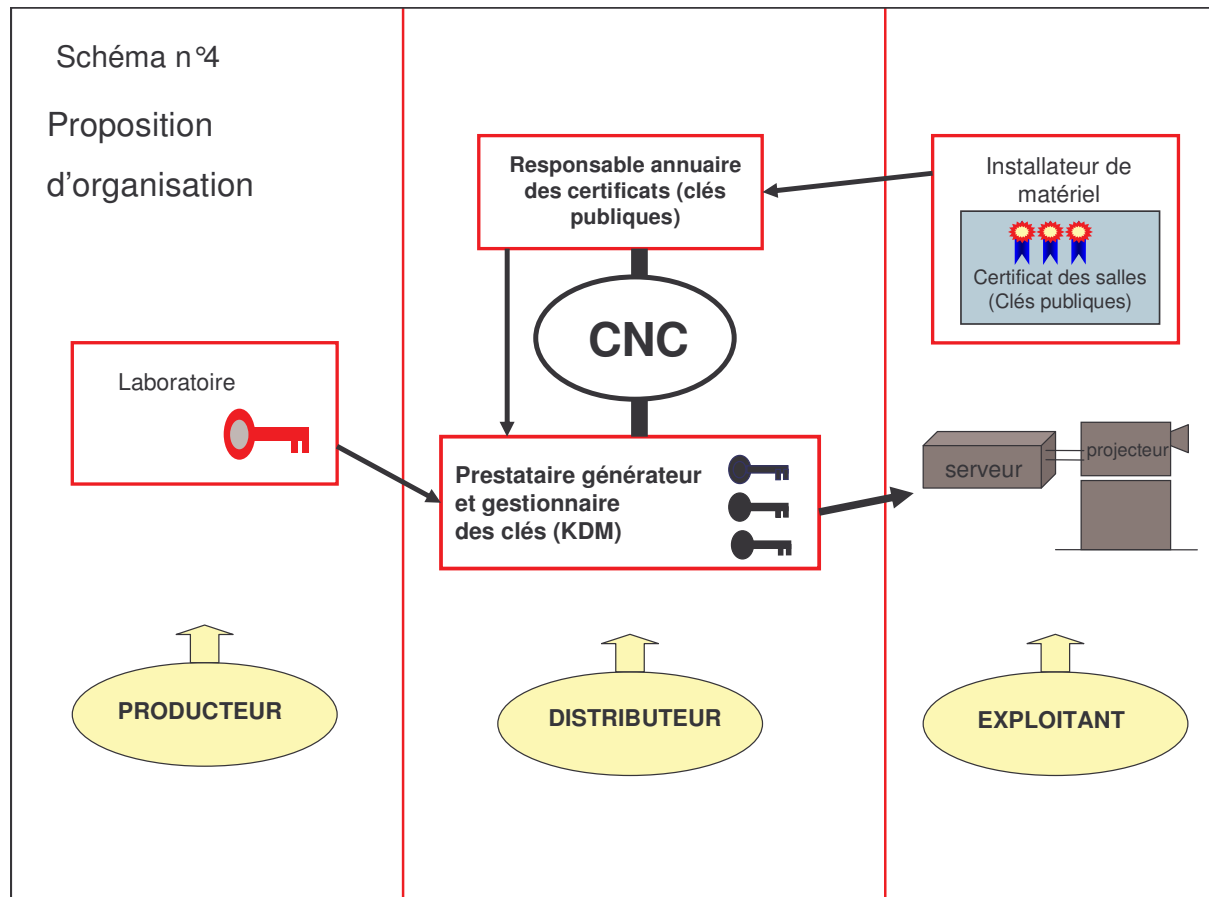 Schéma n°4
Proposition
d'organisation
Responsable annuaire
des certificats (clés
publiques)
Installateur de
matériel
Certificat des salles
(Clés publiques)
CNC
Laboratoire
Prestataire générateur
et gestionnaire
des clés (KDM)
serveur
projecteur
PRODUCTEUR
DISTRIBUTEUR
EXPLOITANT